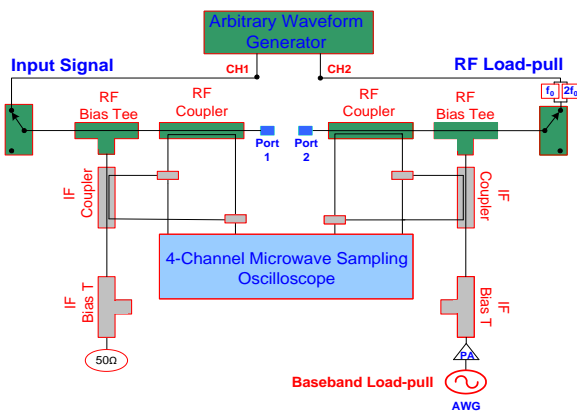 Arbitrary Waveform
Generator
Input Signal
CH1
CH2
RF Load-pull
f0
2f0
RF
Bias Tee
RF
Coupler
RF
Coupler
RF
Bias Tee
Port
1
Port
2
IF
Coupler
IF
Coupler
4-Channel Microwave Sampling
Oscilloscope
IF
Bias T
IF
Bias T
50Ω
PA
Baseband Load-pull
AWG